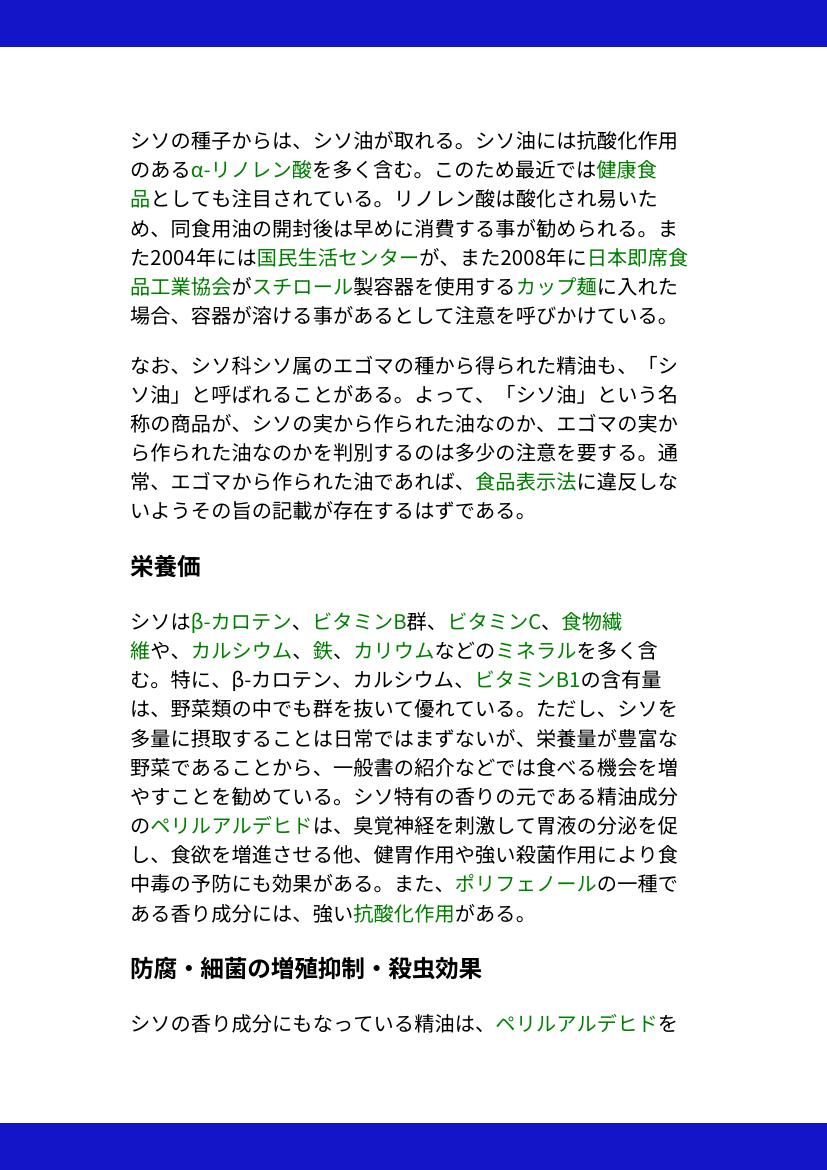 シソの種子からは、シソ油が取れる。シソ油には抗酸化作用
のあるα-リノレン酸を多く含む。このため最近では健康食
品としても注目されている。リノレン酸は酸化され易いた
め、同食用油の開封後は早めに消費する事が勧められる。ま
た2004年には国民生活センターが、また2008年に日本即席食
品工業協会がスチロール製容器を使用するカップ麺に入れた
場合、容器が溶ける事があるとして注意を呼びかけている。
なお、シソ科シソ属のエゴマの種から得られた精油も、「シ
ソ油」と呼ばれることがある。よって、「シソ油」という名
称の商品が、シソの実から作られた油なのか、エゴマの実か
ら作られた油なのかを判別するのは多少の注意を要する。通
常、エゴマから作られた油であれば、食品表示法に違反しな
いようその旨の記載が存在するはずである。
栄養価
シソはβ-カロテン、ビタミンB群、ビタミンC、食物繊
維や、カルシウム、鉄、カリウムなどのミネラルを多く含
む。特に、β-カロテン、カルシウム、ビタミンB1の含有量
は、野菜類の中でも群を抜いて優れている。ただし、シソを
多量に摂取することは日常ではまずないが、栄養量が豊富な
野菜であることから、一般書の紹介などでは食べる機会を増
やすことを勧めている。シソ特有の香りの元である精油成分
のペリルアルデヒドは、臭覚神経を刺激して胃液の分泌を促
し、食欲を増進させる他、健胃作用や強い殺菌作用により食
中毒の予防にも効果がある。また、ポリフェノールの一種で
ある香り成分には、強い抗酸化作用がある。
防腐・細菌の増殖抑制・殺虫効果
シソの香り成分にもなっている精油は、ペリルアルデヒドを